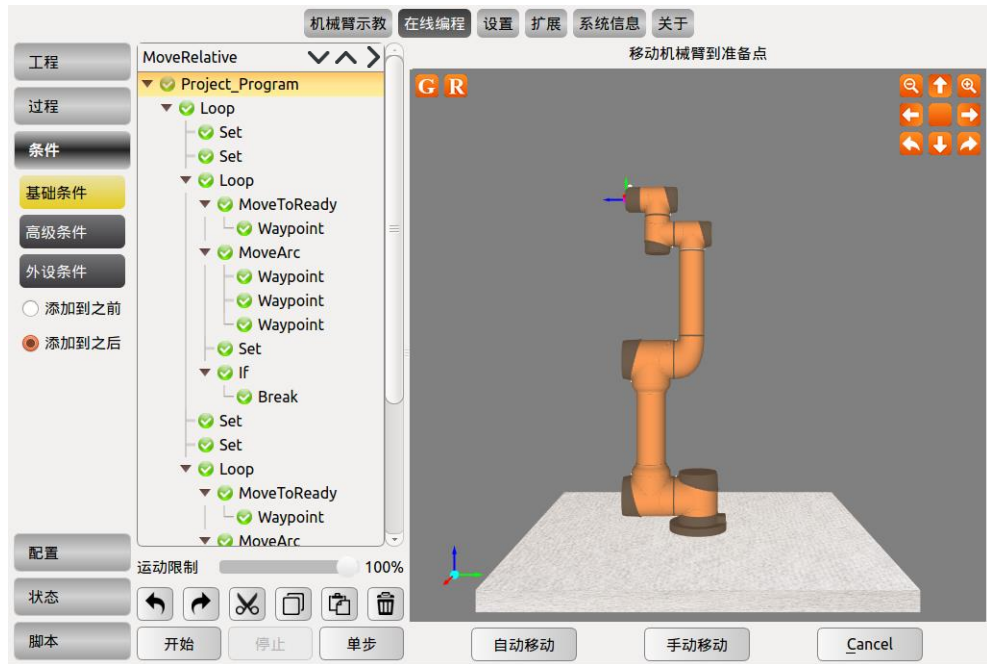 机械臂示教 在线编程 设置 扩展 系统信息 关于
工程
过程
条件
基础条件
高级条件
外设条件
添加到之前
添加到之后
配置
状态
脚本
MoveRelative
Project_Program
Loop
Set
Set
Loop
MoveToReady
Waypoint
MoveArc
Waypoint
Waypoint
Waypoint
Set
If
Break
Set
Set
Loop
MoveToReady
Waypoint
MoveArc
运动限制 100%
开始 停止 单步
移动机械臂到准备点
G R
自动移动 手动移动 Cancel